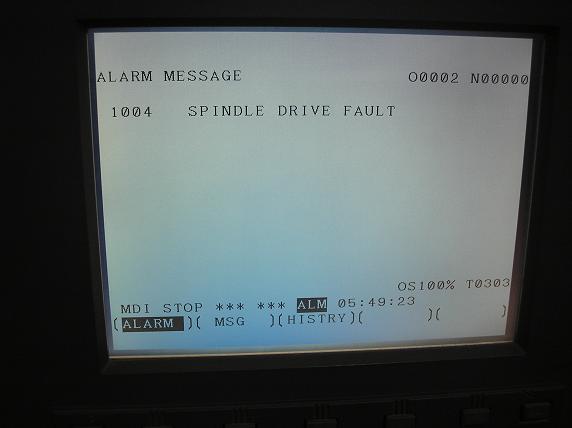 ALARM MESSAGE O0002 N00000
1004 SPINDLE DRIVE FAULT
OS100% T0303
MDI STOP *** *** ALM 05:49:23
(ALARM )( MSG )(HISTRY)( )( )